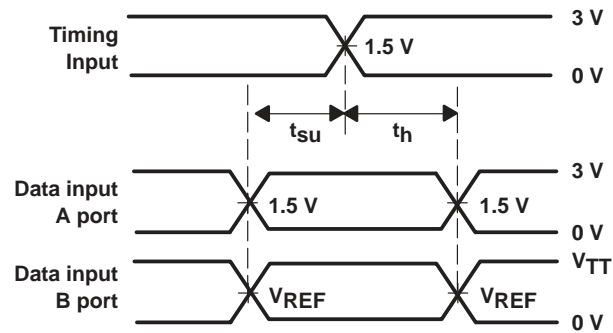 Timing
Input
3 V
1.5 V
0 V
tsu
th
Data input
A port
3 V
1.5 V
1.5 V
0 V
Data input
B port
VTT
VREF
VREF
0 V